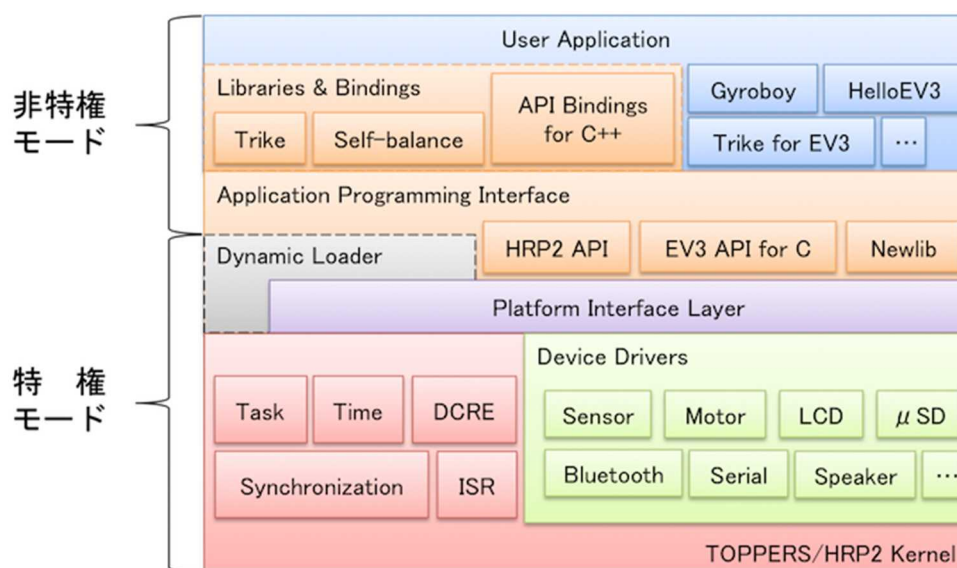 User Application
非特権
モード
Libraries & Bindings
API Bindings
for C++
Trike
Self-balance
Gyroboy
HelloEV3
Trike for EV3
…
Application Programming Interface
HRP2 API
EV3 API for C
Newlib
Dynamic Loader
Platform Interface Layer
特 権
モード
Task
Time
DCRE
Synchronization
ISR
Device Drivers
Sensor
Motor
LCD
μSD
Bluetooth
Serial
Speaker
…
TOPPERS/HRP2 Kernel